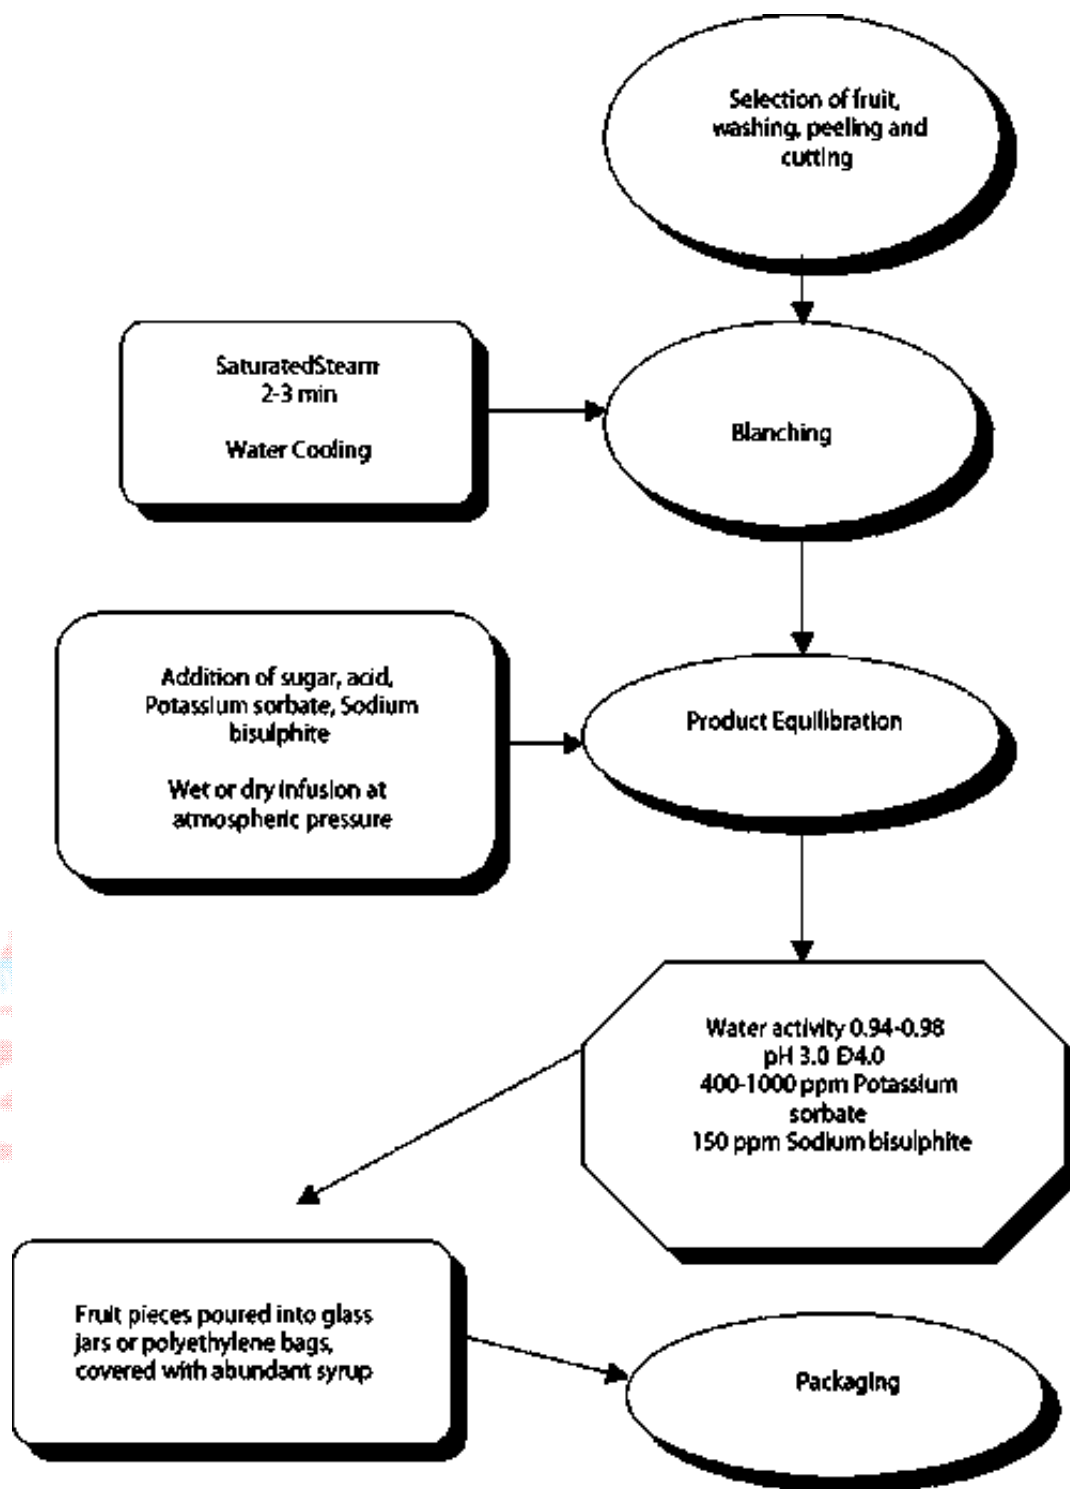 Selection of fruit,
washing, peeling and
cutting
SaturatedSteam
2-3 min
Water Cooling
Blanching
Addition of sugar, acid,
Potassium sorbate, Sodium
bisulphite
Wet or dry infusion at
atmospheric pressure
Product Equilibration
Water activity 0.94-0.98
pH 3.0 Ð4.0
400-1000 ppm Potassium
sorbate
150 ppm Sodium bisulphite
Fruit pieces poured into glass
jars or polyethylene bags,
covered with abundant syrup
Packaging